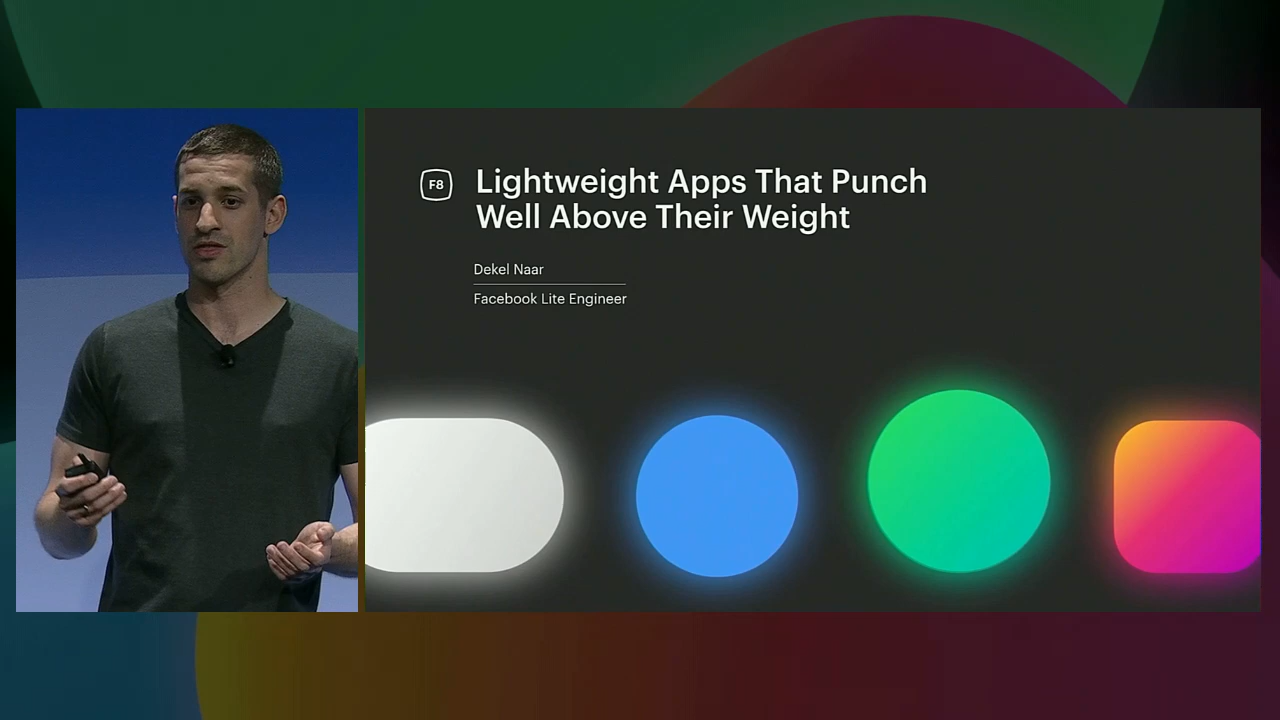 F8
Lightweight Apps That Punch
Well Above Their Weight
Dekel Naar
Facebook Lite Engineer